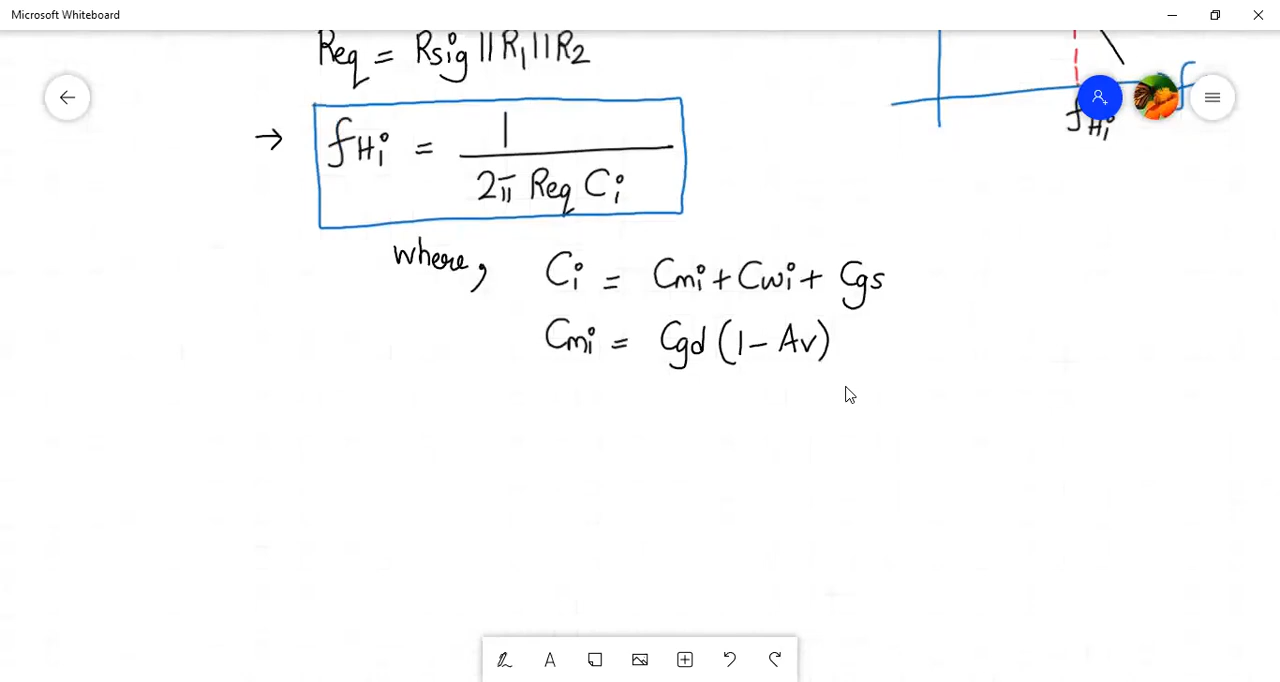 Microsoft Whiteboard
Req = Rsig || R1 || R2
→ fHi = 1 / 2π Req Ci
f
fHi
where, Ci = Cmi + Cwi + Cgs
Cmi = Cgd (1 - Av)
A